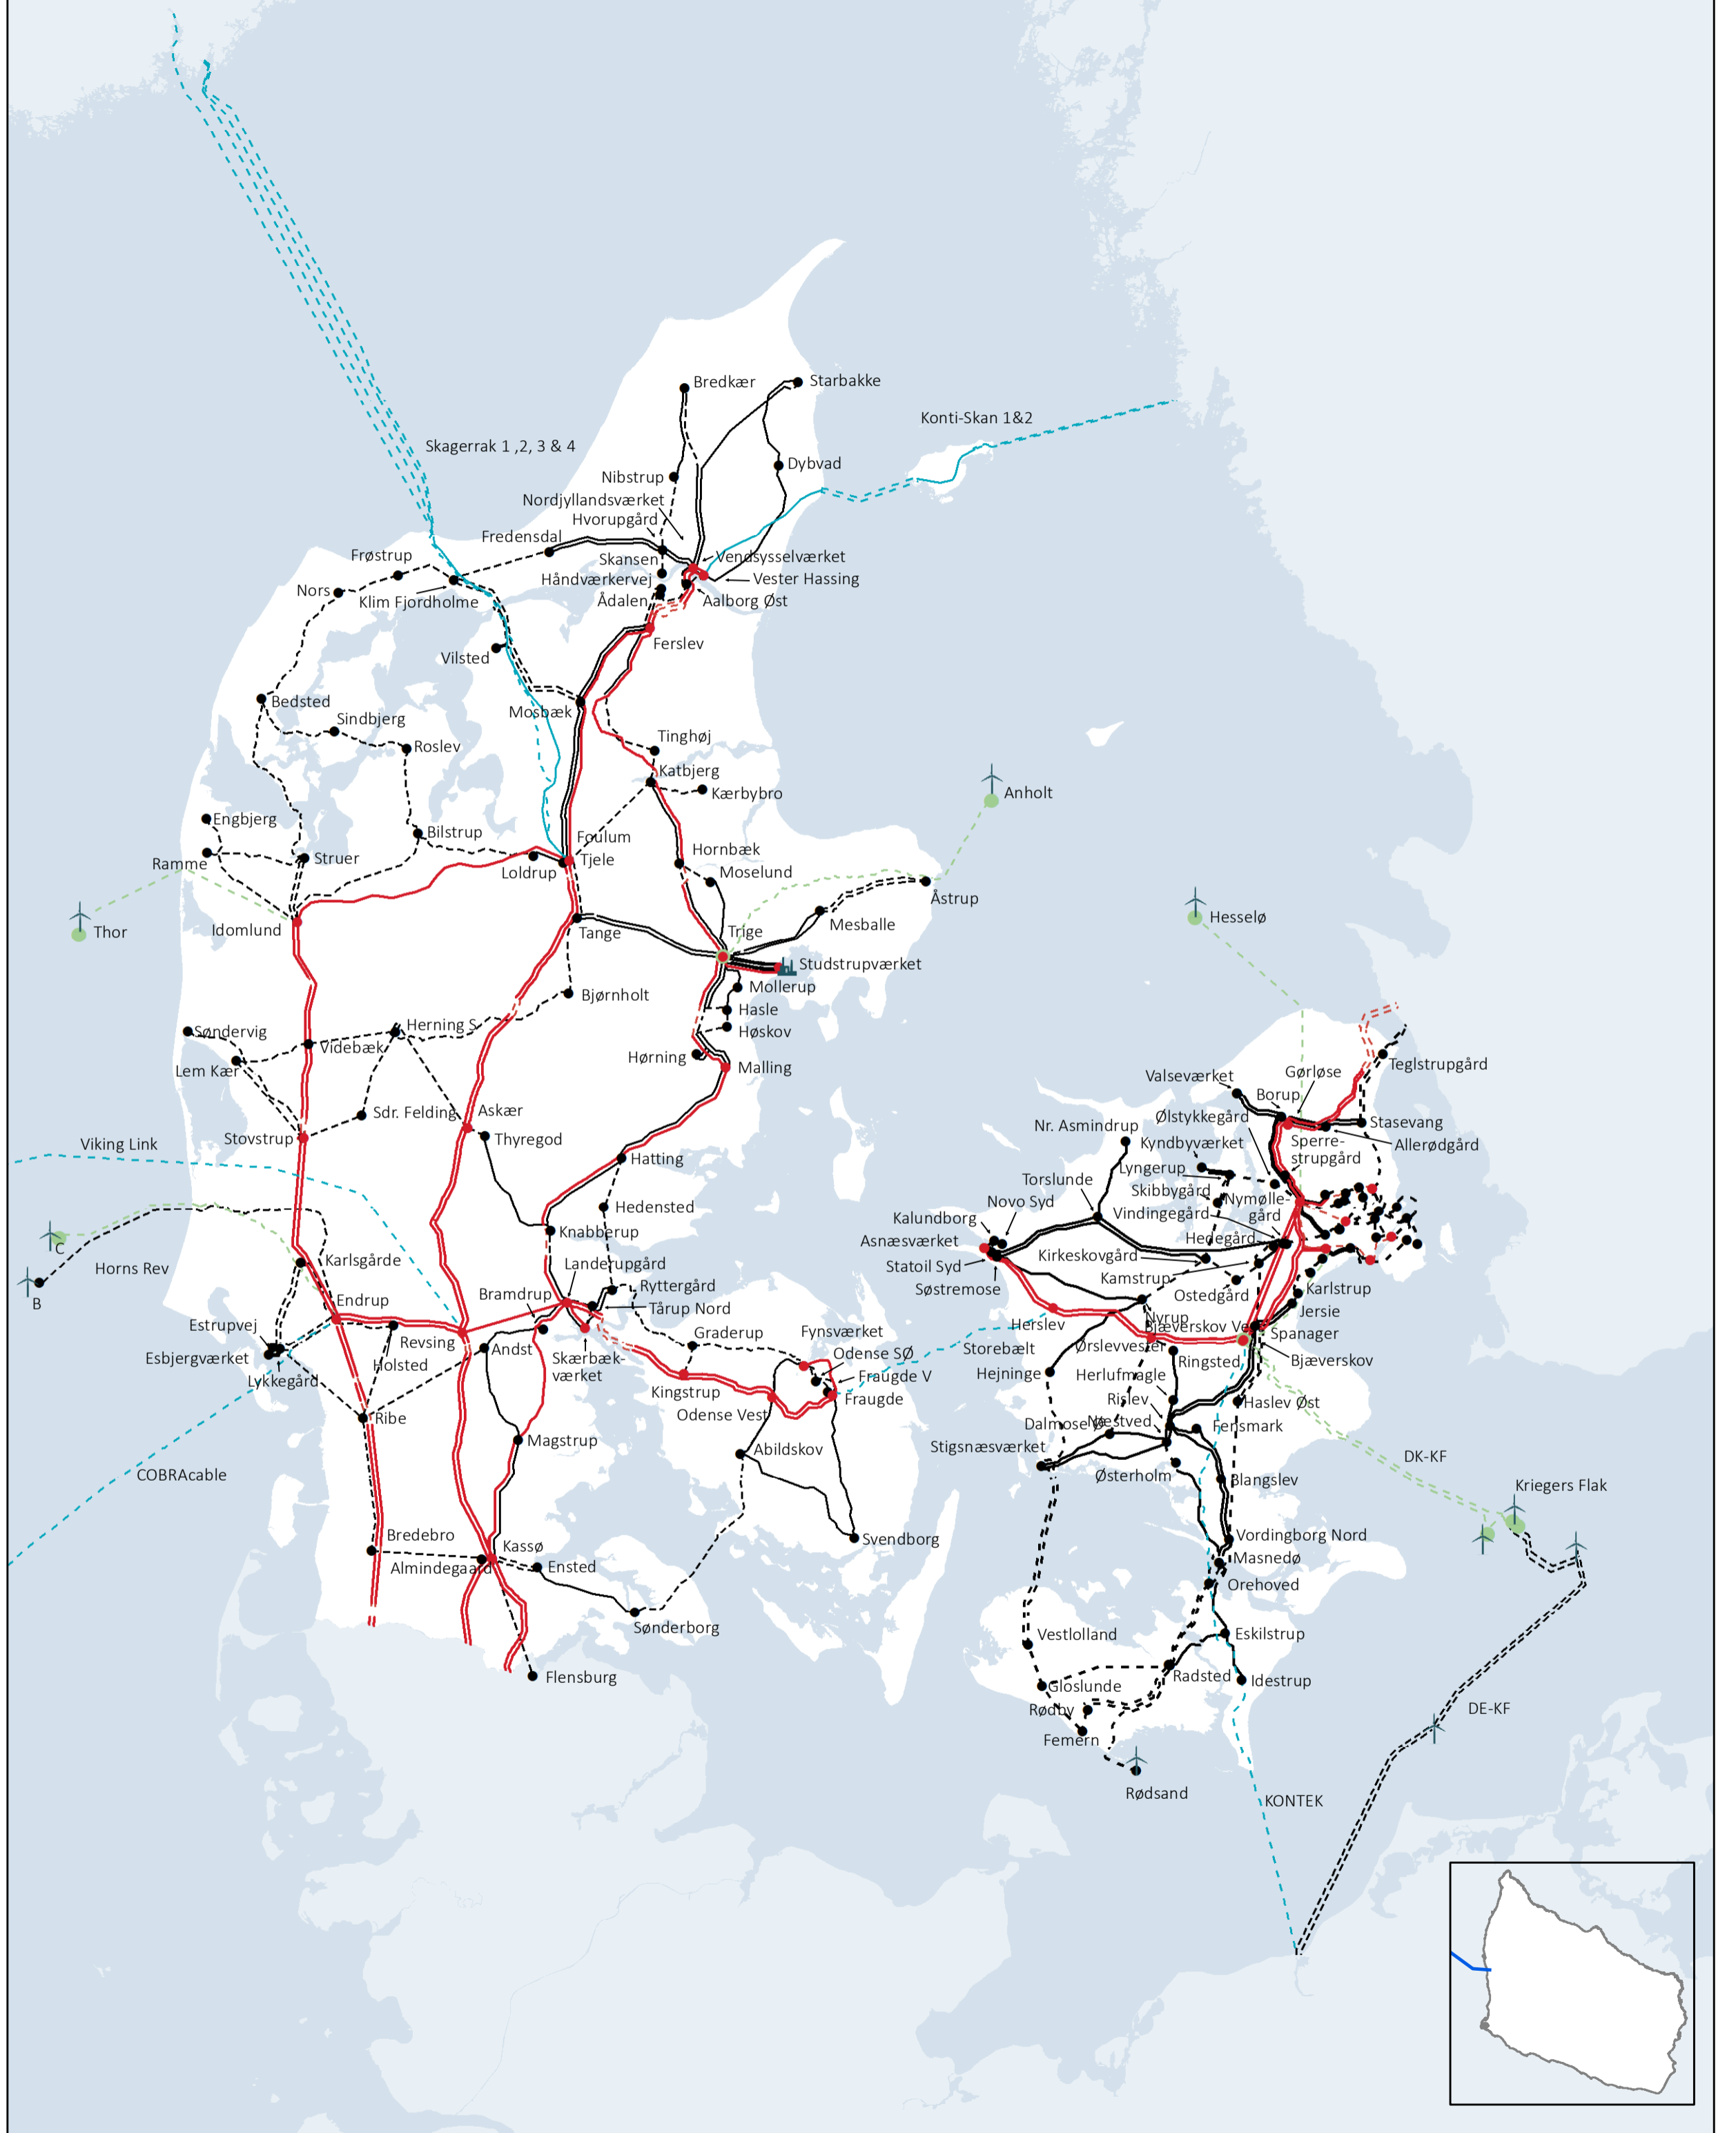 Bredkær
Starbakke
Konti-Skan 1&2
Skagerrak 1 ,2, 3 & 4
Dybvad
Nibstrup
Nordjyllandsværket
Hvorupgård
Fredensdal
Frøstrup
Skansen
Vendsysselværket
Nors
Håndværkervej
Vester Hassing
Klim Fjordholme
Ådalen
Aalborg Øst
Ferslev
Vilsted
Bedsted
Mosbæk
Sindbjerg
Roslev
Tinghøj
Katbjerg
Kærbybro
Anholt
Engbjerg
Bilstrup
Foulum
Hornbæk
Ramme
Struer
Loldrup
Tjele
Moselund
Åstrup
Thor
Idomlund
Tange
Trige
Mesballe
Hesselø
Studstrupværket
Bjørnholt
Mollerup
Hasle
Søndervig
Herning S
Høskov
Videbæk
Hørning
Malling
Teglstrupgård
Lem Kær
Gørløse
Valseværket
Borup
Sdr. Felding
Askær
Ølstykkegård
Stasevang
Stovstrup
Thyregod
Nr. Asmindrup
Kyndbyværket
Sperre-
strupgård
Allerødgård
Viking Link
Hatting
Lyngerup
Torslunde
Skibbygård
Nymølle-
gård
Hedensted
Novo Syd
Vindingegård
Kalundborg
Knabberup
Asnæsværket
Hedegård
C
Karlsgårde
Kirkeskovgård
Horns Rev
Landerupgård
Statoil Syd
Kamstrup
B
Bramdrup
Ryttergård
Søstremose
Ostedgård
Karlstrup
Endrup
Tårup Nord
Jersie
Estrupvej
Revsing
Graderup
Fynsværket
Herslev
Nyrup
Bjæverskov Ve
Spanager
Esbjergværket
Holsted
Andst
Skærbæk-
værket
Odense SØ
Storebælt
Ørslevvester
Ringsted
Bjæverskov
Lykkegård
Fraugde V
Hejninge
Herlufmagle
Kingstrup
Fraugde
Rislev
Haslev Øst
Ribe
Odense Vest
Dalmose Ø
Næstved
Fensmark
Magstrup
Abildskov
Stigsnæsværket
DK-KF
COBRAcable
Østerholm
Blangslev
Kriegers Flak
Bredebro
Kassø
Svendborg
Vordingborg Nord
Almindegaard
Ensted
Masnedø
Orehoved
Sønderborg
Vestlolland
Eskilstrup
Flensburg
Radsted
Idestrup
Gloslunde
Rødby
DE-KF
Femern
Rødsand
KONTEK